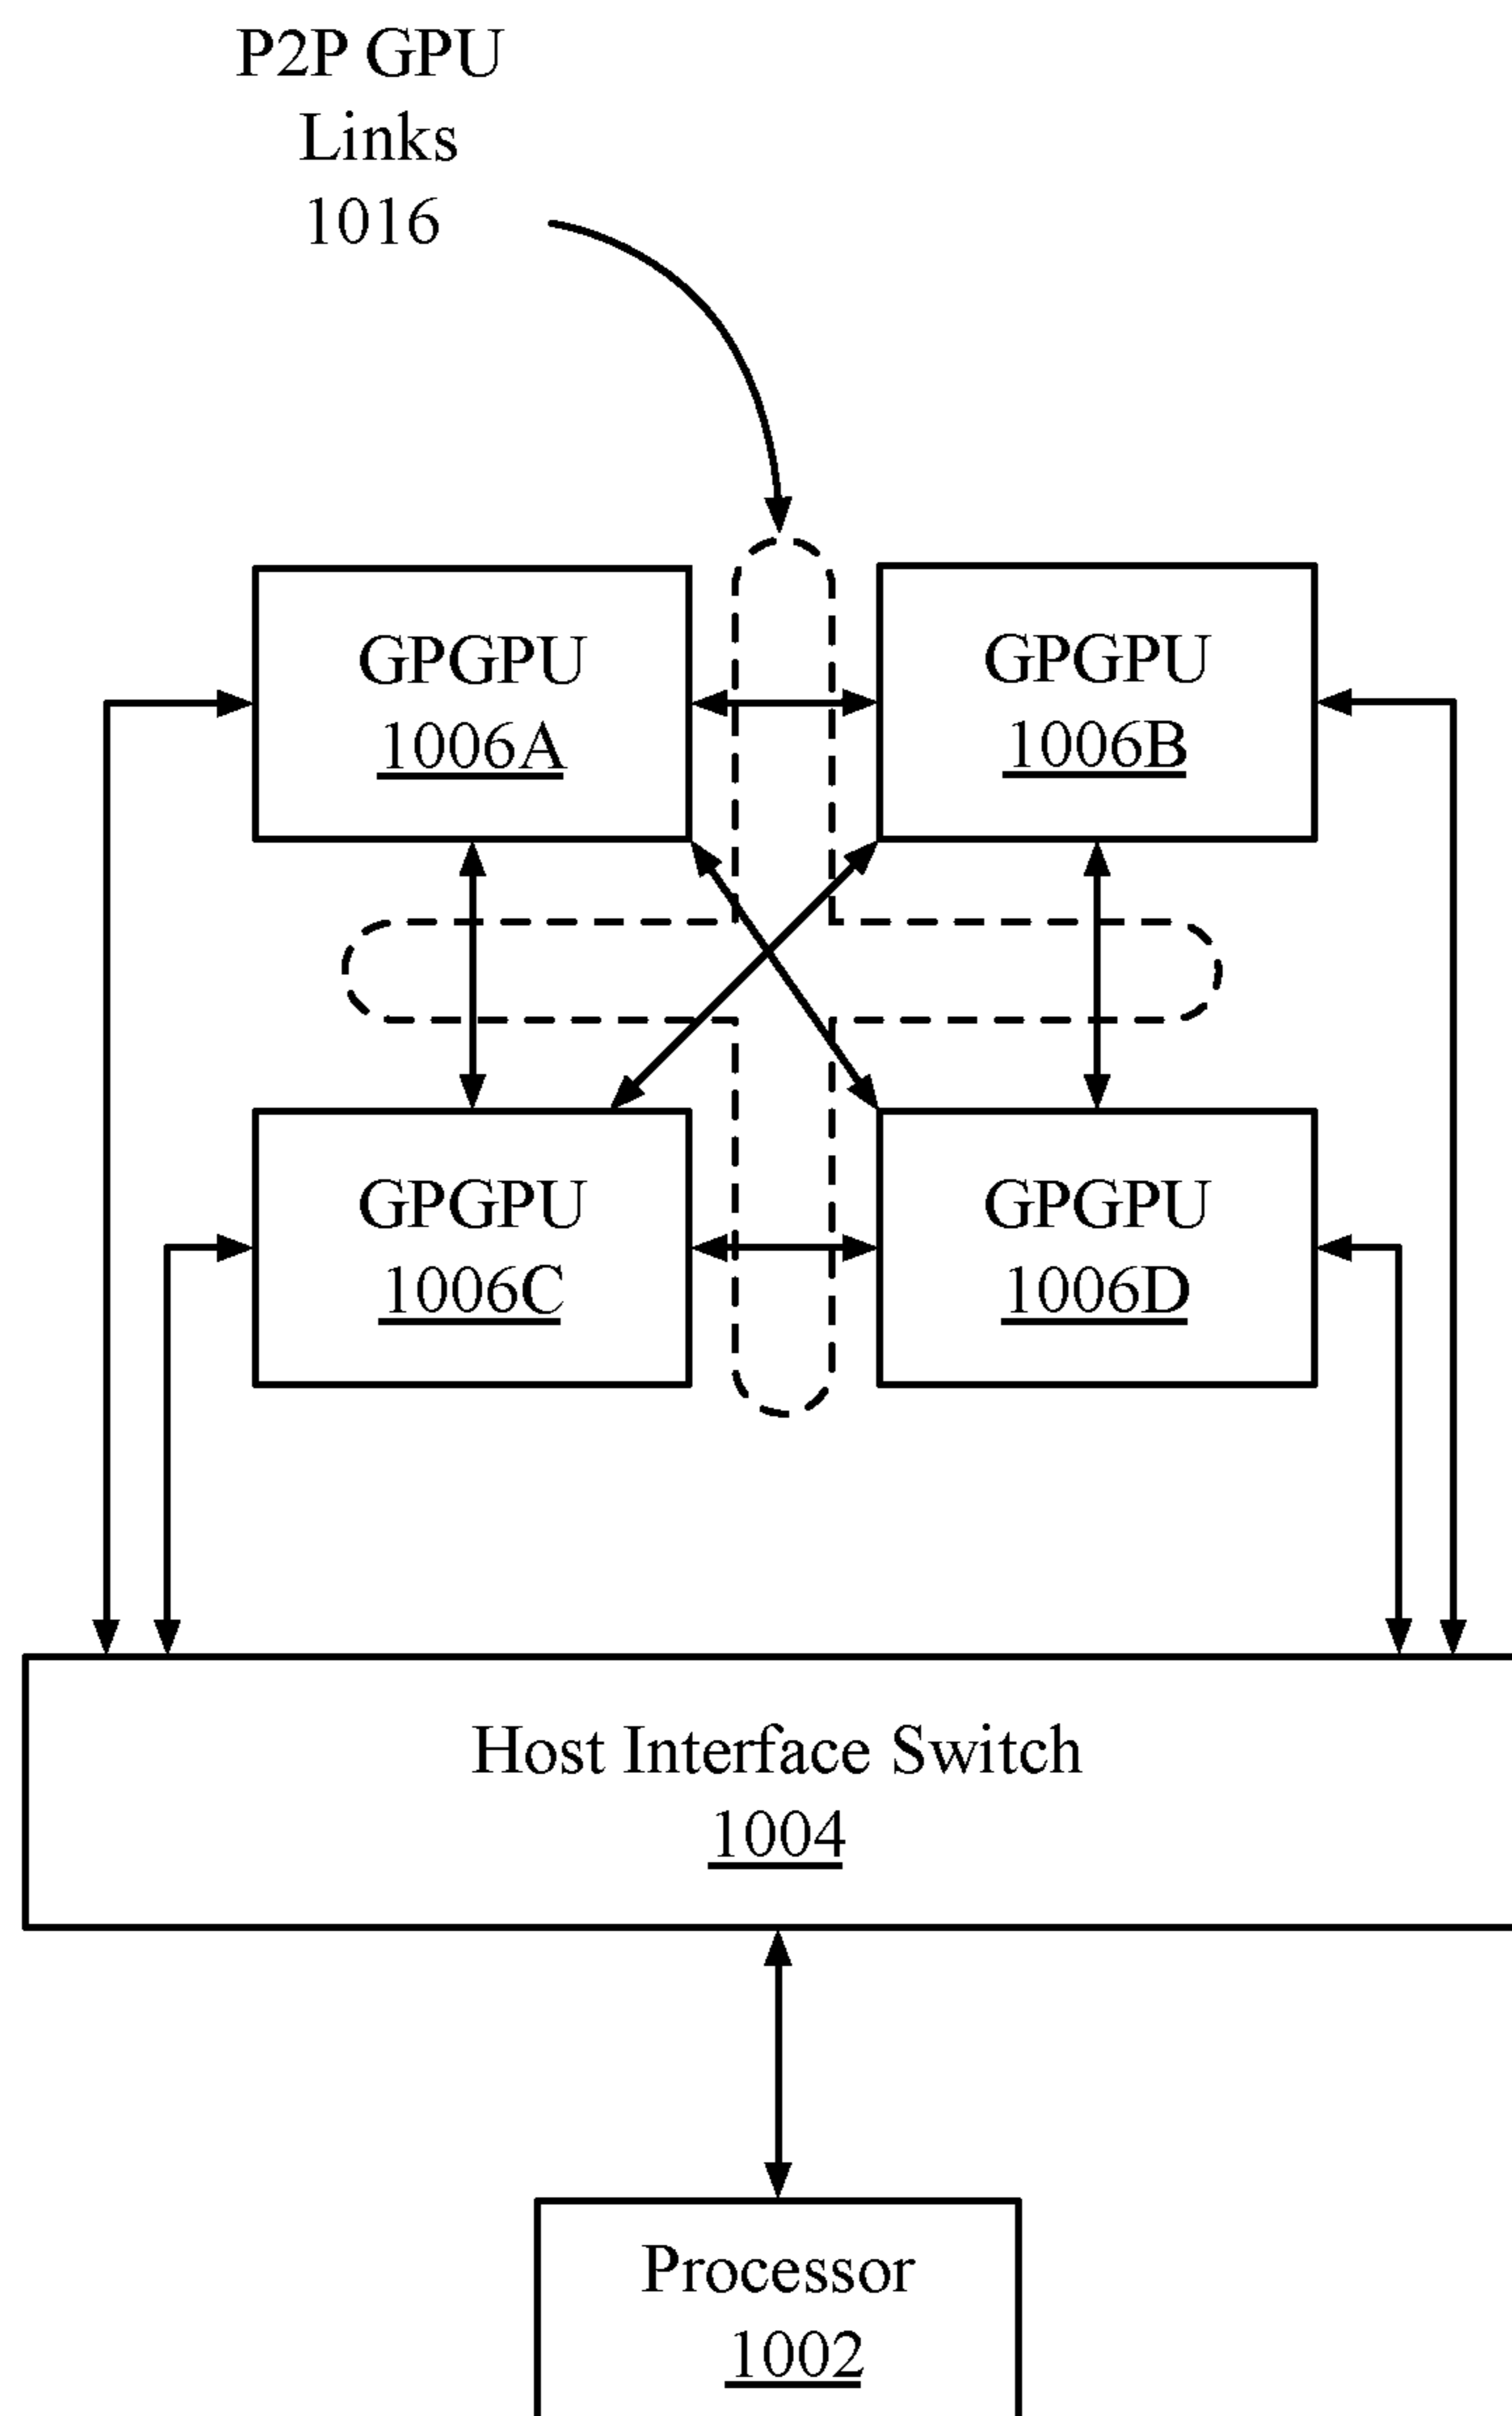 P2P GPU
Links
1016
GPGPU
1006A
GPGPU
1006B
GPGPU
1006C
GPGPU
1006D
Host Interface Switch
1004
Processor
1002